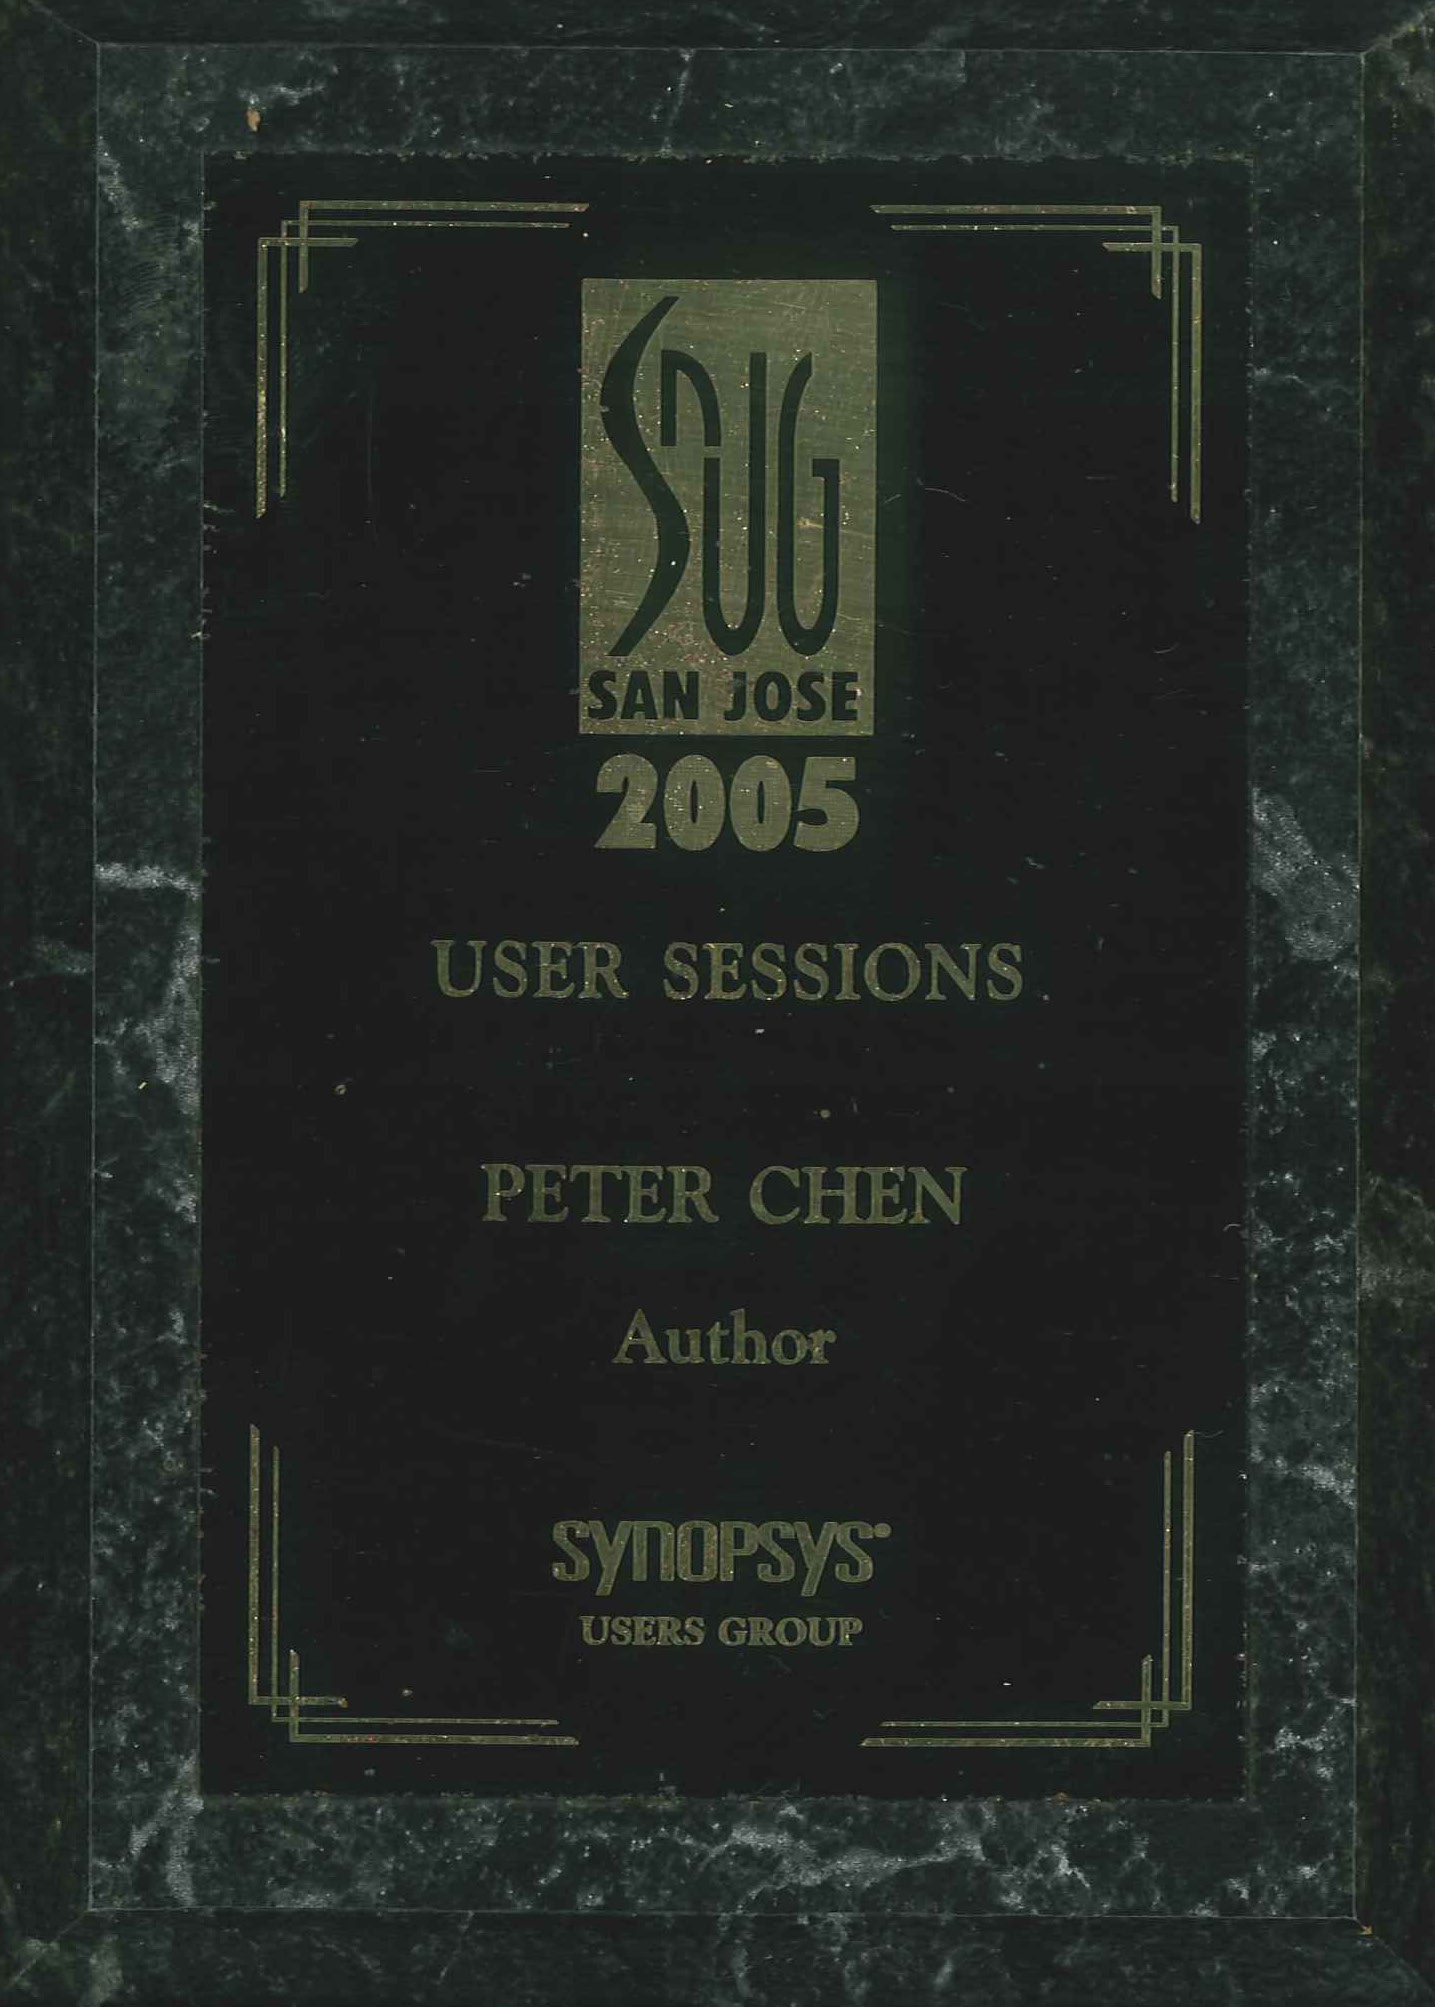 SNUG
SAN JOSE
2005
USER SESSIONS
PETER CHEN
Author
SYNOPSYS®
USERS GROUP